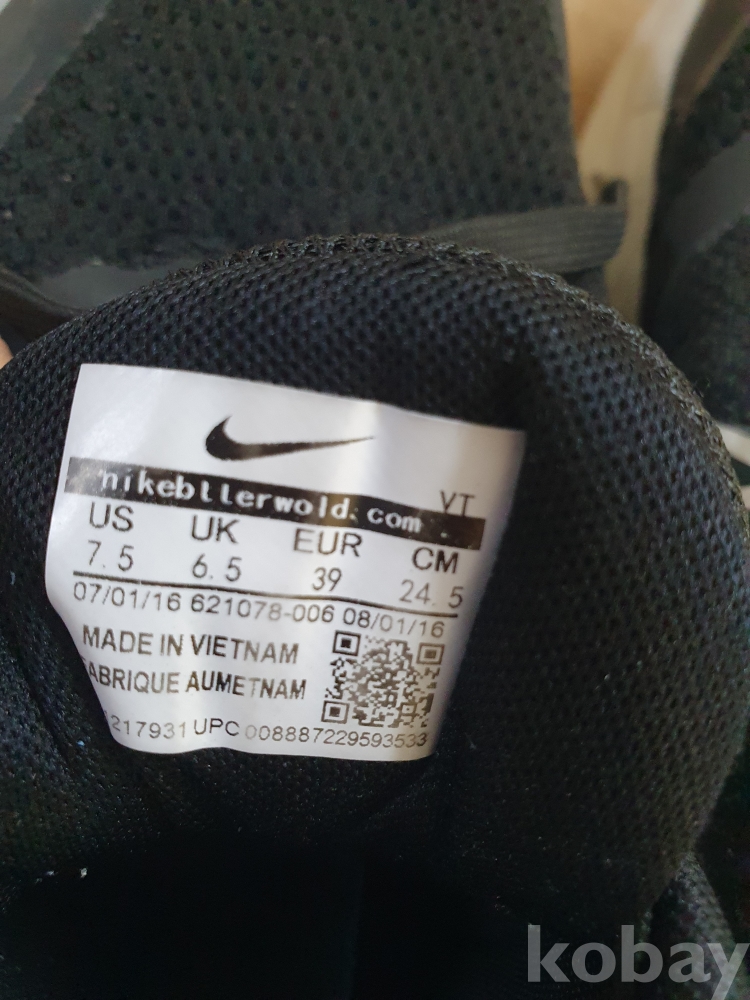 nikebtlerwold.com
VT
US UK EUR CM
7.5 6.5 39 24.5
07/01/16 621078-006 08/01/16
MADE IN VIETNAM
FABRIQUE AUMETNAM
217931 UPC 008887229593533
kobay